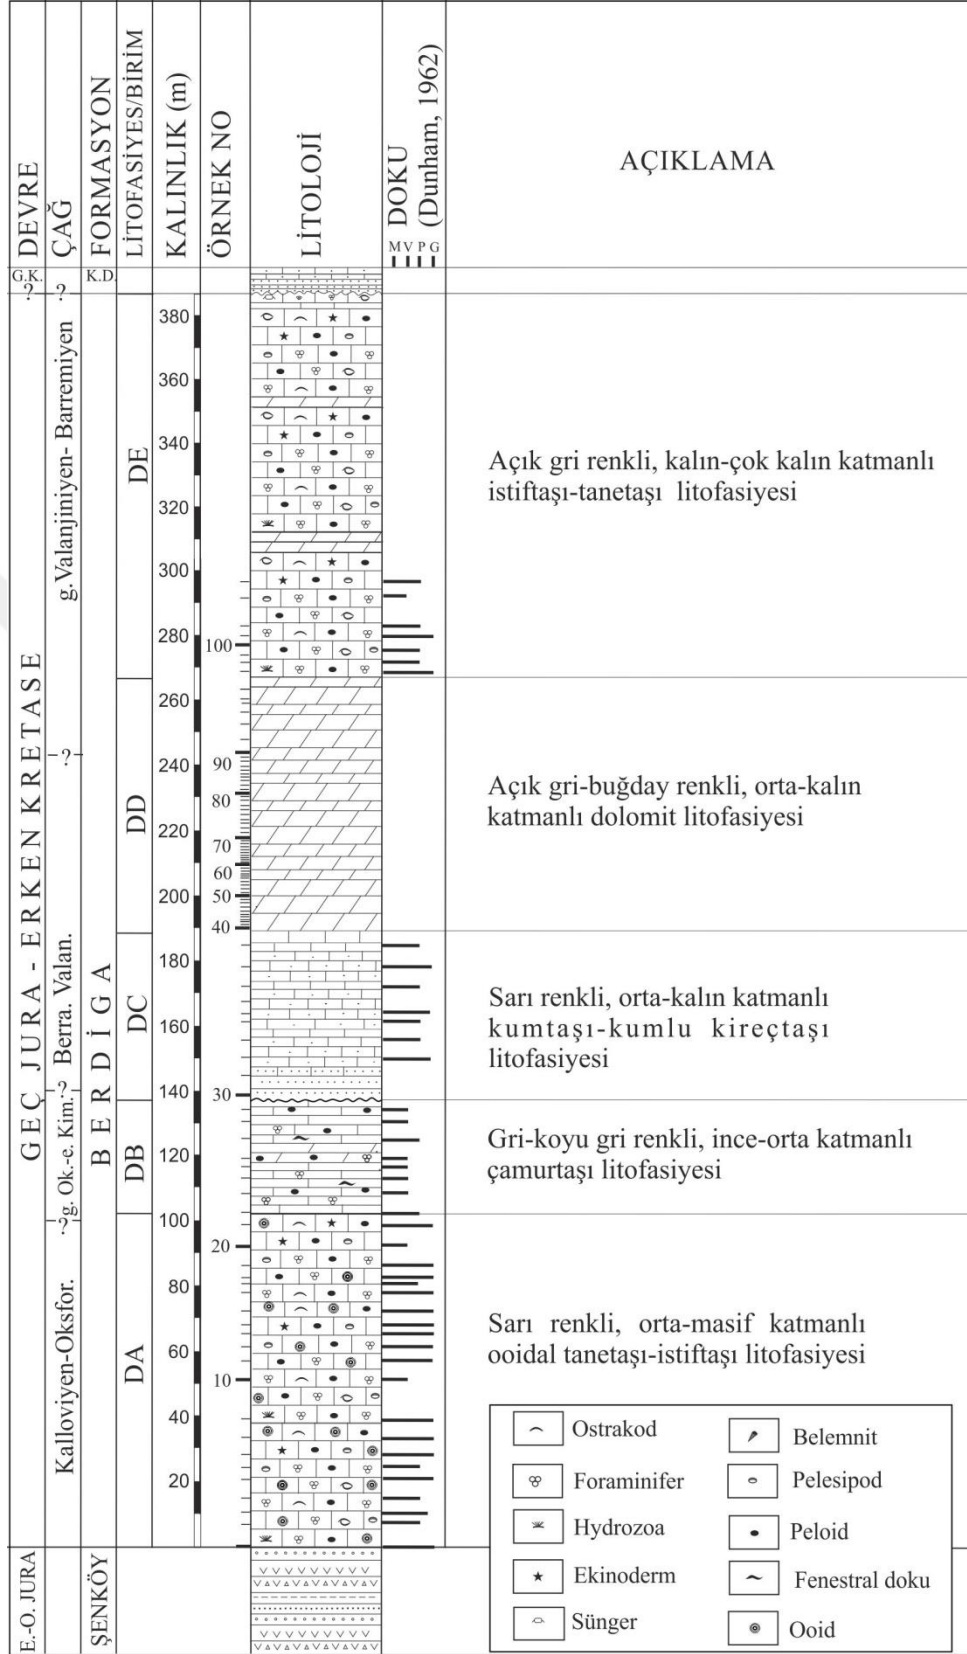 DEVRE
ÇAĞ
FORMASYON
LİTOFASİYES/BİRİM
KALINLIK (m)
ÖRNEK NO
LİTOLOJİ
DOKU
(Dunham, 1962)
M V P G
AÇIKLAMA
G.K.
K.D.
-?-
-?-
GEÇ JURA - ERKEN KRETASE
g.Valanjiniyen- Barremiyen
-?-
Berra. Valan.
-?
g. Ok.-e. Kim.
-?
Kalloviyen-Oksfor.
BERDİGA
DE
DD
DC
DB
DA
380
360
340
320
300
280
260
240
220
200
180
160
140
120
100
80
60
40
20
100
90
80
70
60
50
40
30
20
10
Açık gri renkli, kalın-çok kalın katmanlı
istiftaşı-tanetaşı litofasiyesi
Açık gri-buğday renkli, orta-kalın
katmanlı dolomit litofasiyesi
Sarı renkli, orta-kalın katmanlı
kumtaşı-kumlu kireçtaşı
litofasiyesi
Gri-koyu gri renkli, ince-orta katmanlı
çamurtaşı litofasiyesi
Sarı renkli, orta-masif katmanlı
ooidal tanetaşı-istiftaşı litofasiyesi
Ostrakod
Foraminifer
Hydrozoa
Ekinoderm
Sünger
Belemnit
Pelesipod
Peloid
Fenestral doku
Ooid
E.-O. JURA
ŞENKÖY